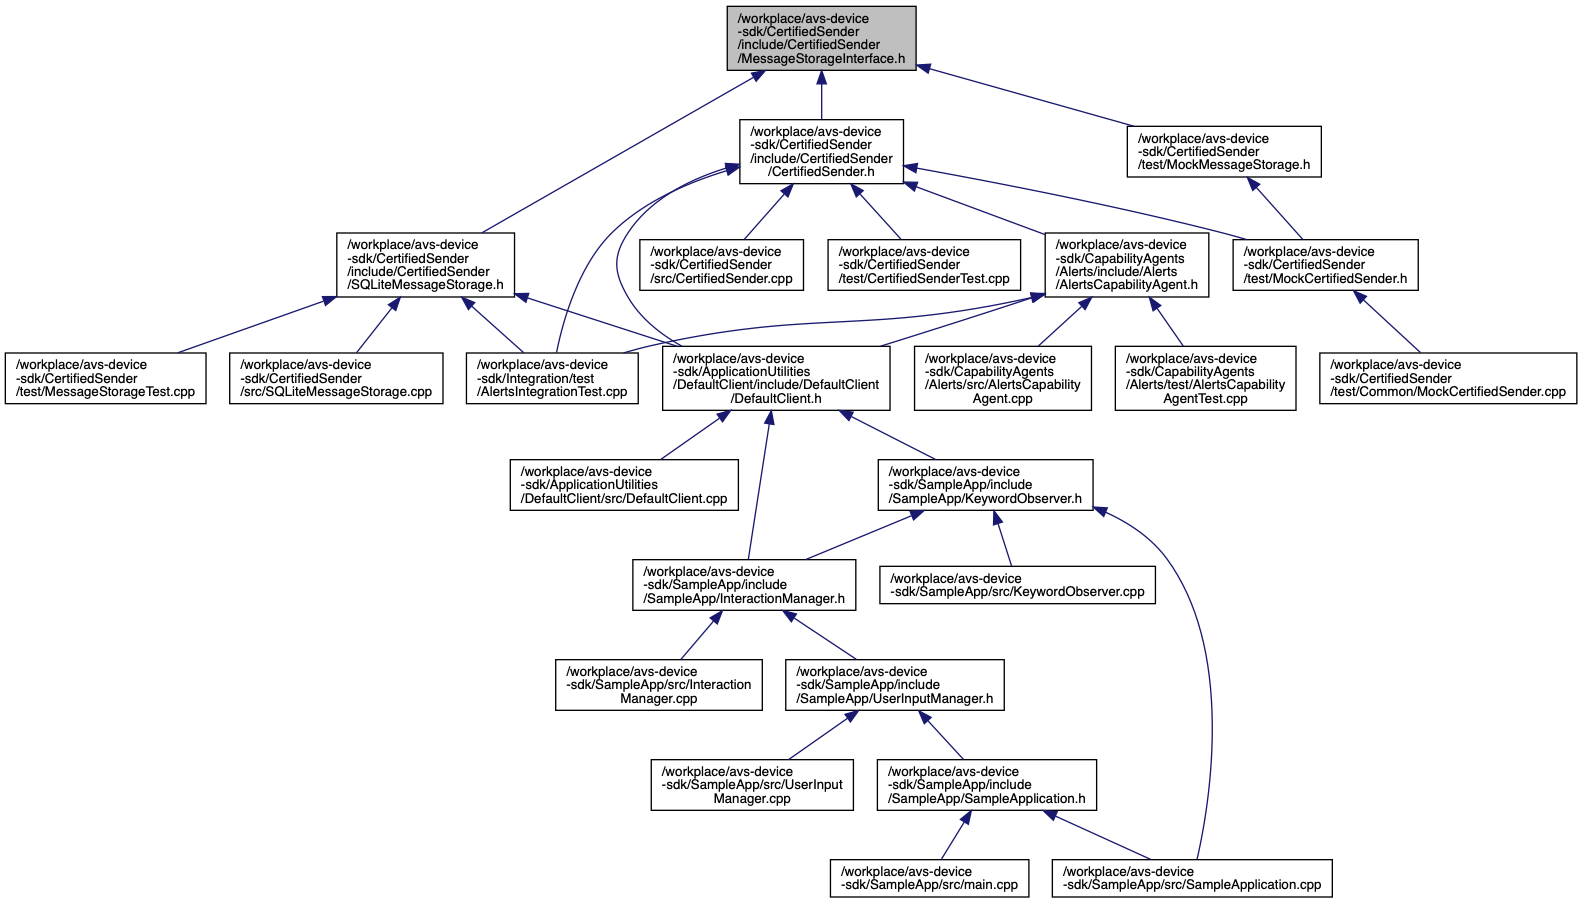 /workplace/avs-device
-sdk/CertifiedSender
/include/CertifiedSender
/MessageStorageInterface.h
/workplace/avs-device
-sdk/CertifiedSender
/include/CertifiedSender
/CertifiedSender.h
/workplace/avs-device
-sdk/CertifiedSender
/test/MockMessageStorage.h
/workplace/avs-device
-sdk/CertifiedSender
/include/CertifiedSender
/SQLiteMessageStorage.h
/workplace/avs-device
-sdk/CertifiedSender
/src/CertifiedSender.cpp
/workplace/avs-device
-sdk/CertifiedSender
/test/CertifiedSenderTest.cpp
/workplace/avs-device
-sdk/CapabilityAgents
/Alerts/include/Alerts
/AlertsCapabilityAgent.h
/workplace/avs-device
-sdk/CertifiedSender
/test/MockCertifiedSender.h
/workplace/avs-device
-sdk/CertifiedSender
/test/MessageStorageTest.cpp
/workplace/avs-device
-sdk/CertifiedSender
/src/SQLiteMessageStorage.cpp
/workplace/avs-device
-sdk/Integration/test
/AlertsIntegrationTest.cpp
/workplace/avs-device
-sdk/ApplicationUtilities
/DefaultClient/include/DefaultClient
/DefaultClient.h
/workplace/avs-device
-sdk/CapabilityAgents
/Alerts/src/AlertsCapability
Agent.cpp
/workplace/avs-device
-sdk/CapabilityAgents
/Alerts/test/AlertsCapability
AgentTest.cpp
/workplace/avs-device
-sdk/CertifiedSender
/test/Common/MockCertifiedSender.cpp
/workplace/avs-device
-sdk/ApplicationUtilities
/DefaultClient/src/DefaultClient.cpp
/workplace/avs-device
-sdk/SampleApp/include
/SampleApp/KeywordObserver.h
/workplace/avs-device
-sdk/SampleApp/include
/SampleApp/InteractionManager.h
/workplace/avs-device
-sdk/SampleApp/src/KeywordObserver.cpp
/workplace/avs-device
-sdk/SampleApp/src/Interaction
Manager.cpp
/workplace/avs-device
-sdk/SampleApp/include
/SampleApp/UserInputManager.h
/workplace/avs-device
-sdk/SampleApp/src/UserInput
Manager.cpp
/workplace/avs-device
-sdk/SampleApp/include
/SampleApp/SampleApplication.h
/workplace/avs-device
-sdk/SampleApp/src/main.cpp
/workplace/avs-device
-sdk/SampleApp/src/SampleApplication.cpp